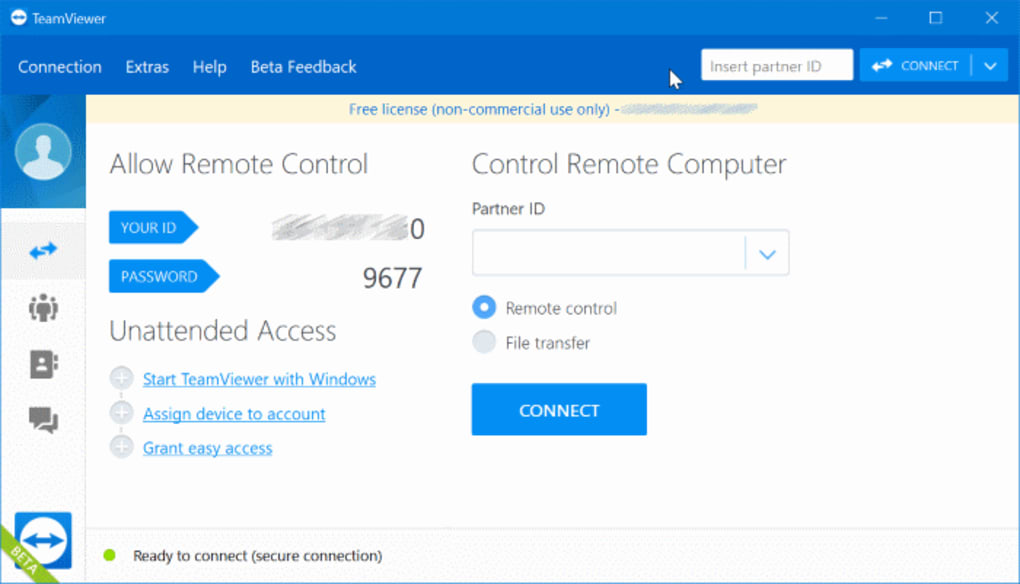 TeamViewer
Connection Extras Help Beta Feedback Insert partner ID CONNECT
Free license (non-commercial use only) -
Allow Remote Control
YOUR ID 0
PASSWORD 9677
Unattended Access
Start TeamViewer with Windows
Assign device to account
Grant easy access
Control Remote Computer
Partner ID
Remote control
File transfer
CONNECT
BETA
Ready to connect (secure connection)